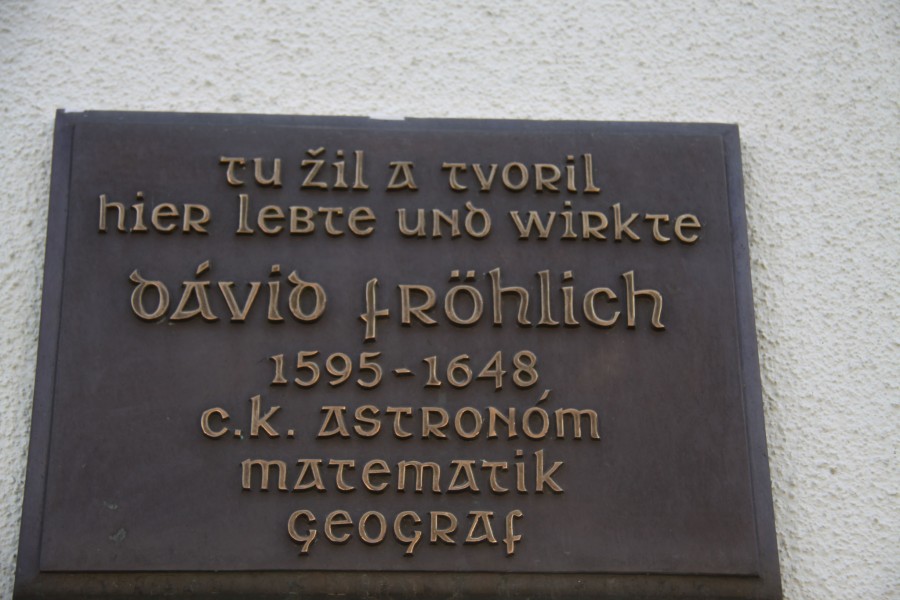 tu žil a tvoril
hier lebte und wirkte
Dávid Fröhlich
1595-1648
c.k. astronóm
matematik
geograf